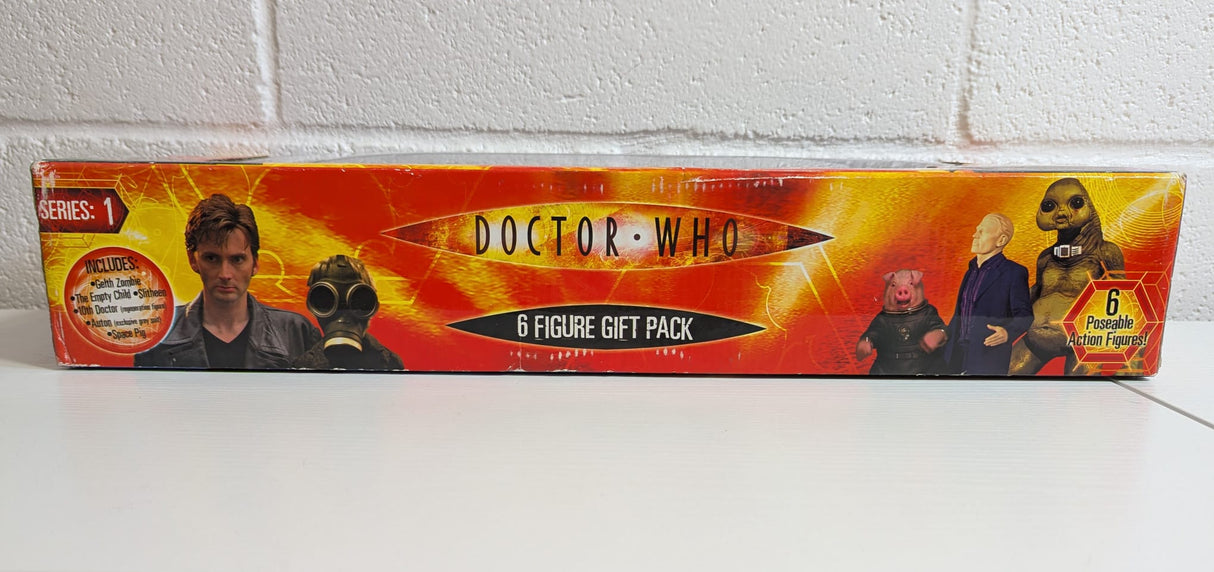 SERIES: 1
INCLUDES:
•Gelth Zombie
•The Empty Child •Slitheen
•10th Doctor (regeneration figure)
•Auton (exclusive grey suit)
•Space Pig
DOCTOR•WHO
6 FIGURE GIFT PACK
6
Poseable
Action Figures!